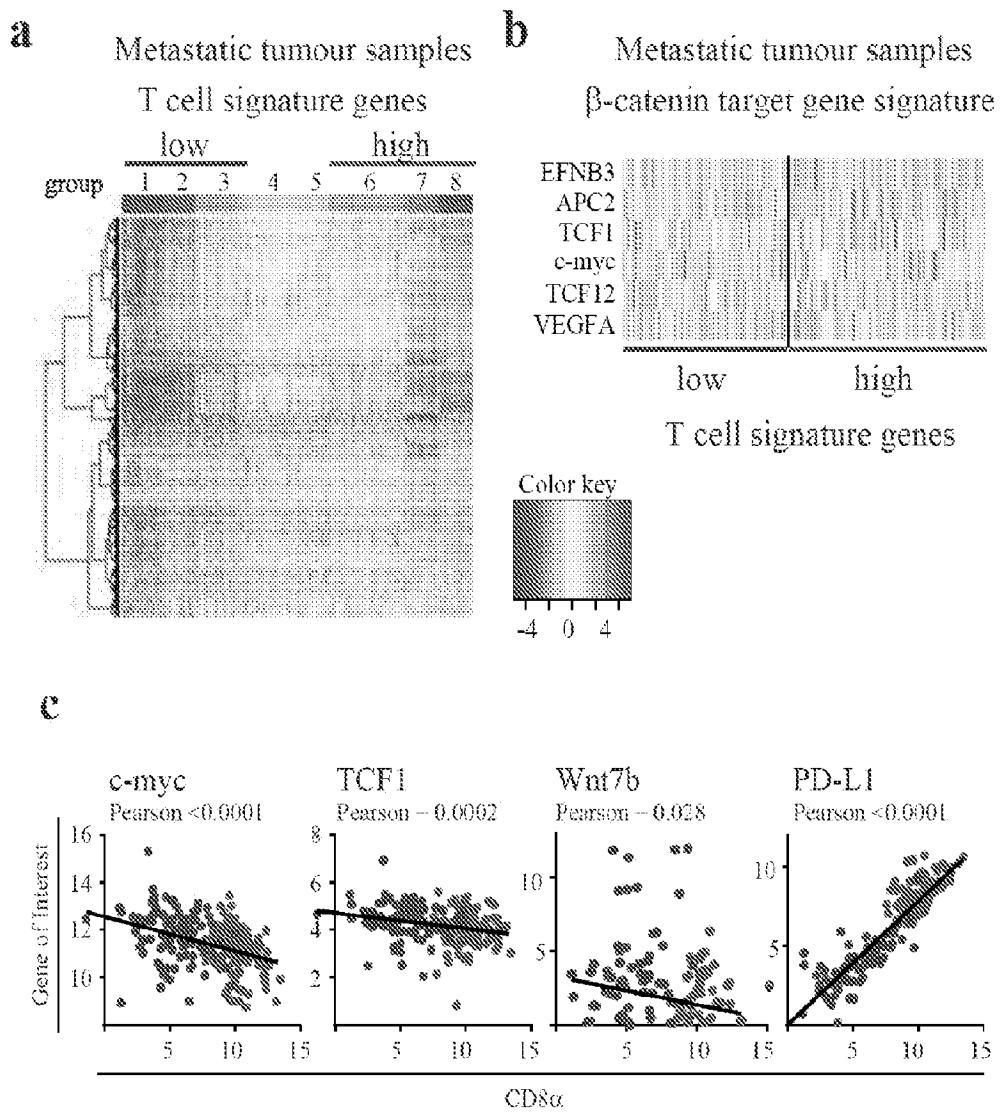 a
Metastatic tumour samples
T cell signature genes
low high
group 1 2 3 4 5 6 7 8
b
Metastatic tumour samples
β-catenin target gene signature
EFNB3
APC2
TCF1
c-myc
TCF12
VEGFA
low high
T cell signature genes
Color key
-4 0 4
c
c-myc
Pearson <0.0001
TCF1
Pearson = 0.0002
Wnt7b
Pearson = 0.028
PD-L1
Pearson <0.0001
Gene of Interest
16
14
12
10
8
6
4
2
10
5
10
5
5 10 15
5 10 15
5 10 15
5 10 15
CD8α